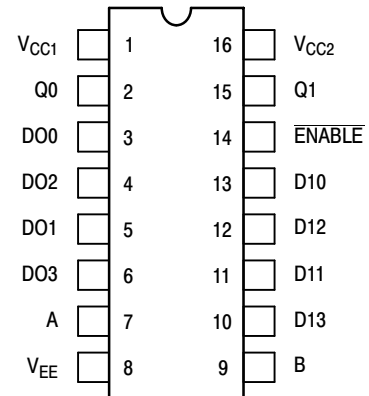 VCC1 1 16 VCC2
Q0 2 15 Q1
DO0 3 14 ENABLE
DO2 4 13 D10
DO1 5 12 D12
DO3 6 11 D11
A 7 10 D13
VEE 8 9 B